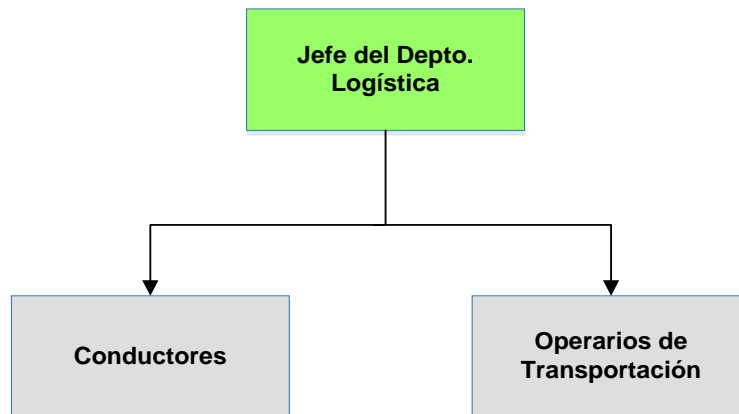 Jefe del Depto.
Logística
Conductores
Operarios de
Transportación